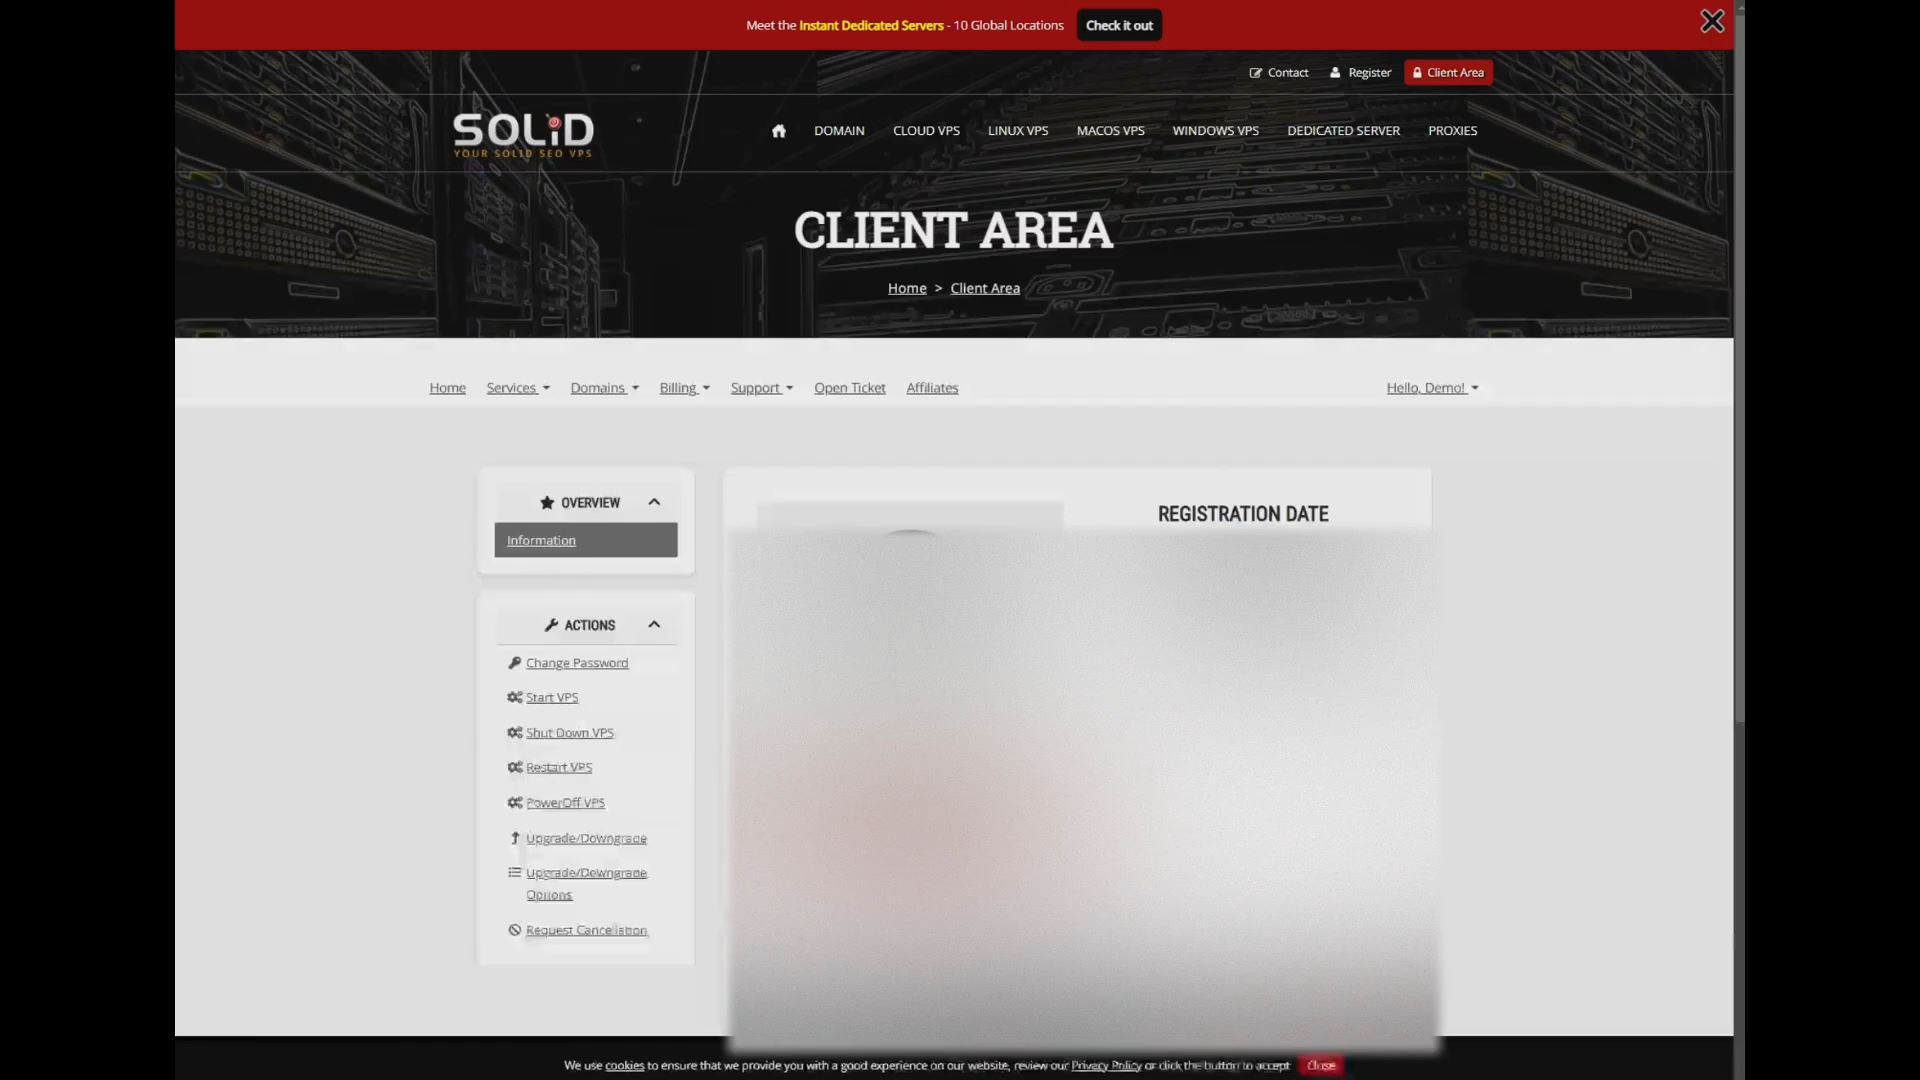 Meet the Instant Dedicated Servers - 10 Global Locations Check it out
Contact Register Client Area
SOLiD
YOUR SOLID SEO VPS
DOMAIN CLOUD VPS LINUX VPS MACOS VPS WINDOWS VPS DEDICATED SERVER PROXIES
CLIENT AREA
Home > Client Area
Home Services Domains Billing Support Open Ticket Affiliates Hello, Demo!
OVERVIEW
Information
REGISTRATION DATE
ACTIONS
Change Password
Start VPS
Shut Down VPS
Restart VPS
PowerOff VPS
Upgrade/Downgrade
Upgrade/Downgrade
Options
Request Cancellation
We use cookies to ensure that we provide you with a good experience on our website, review our Privacy Policy or click the button to accept Close